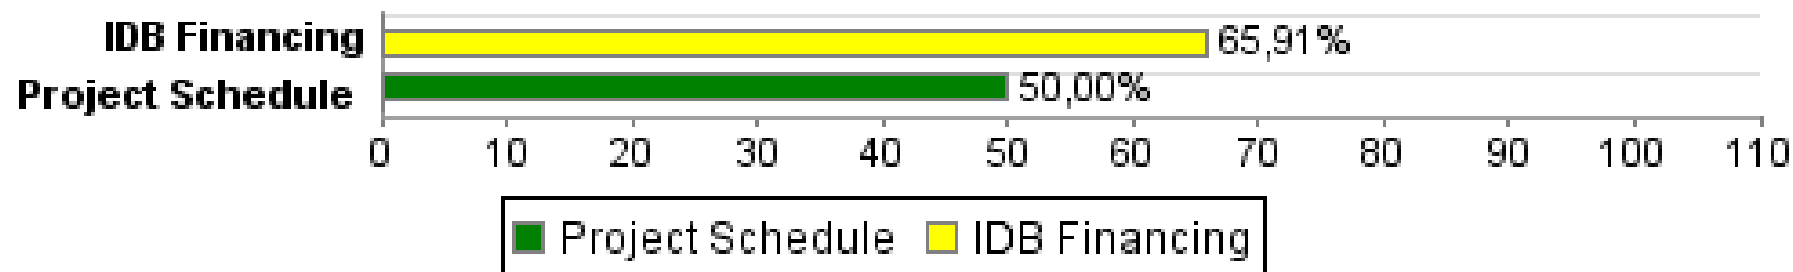 IDB Financing 65,91%
Project Schedule 50,00%
0 10 20 30 40 50 60 70 80 90 100 110
Project Schedule IDB Financing